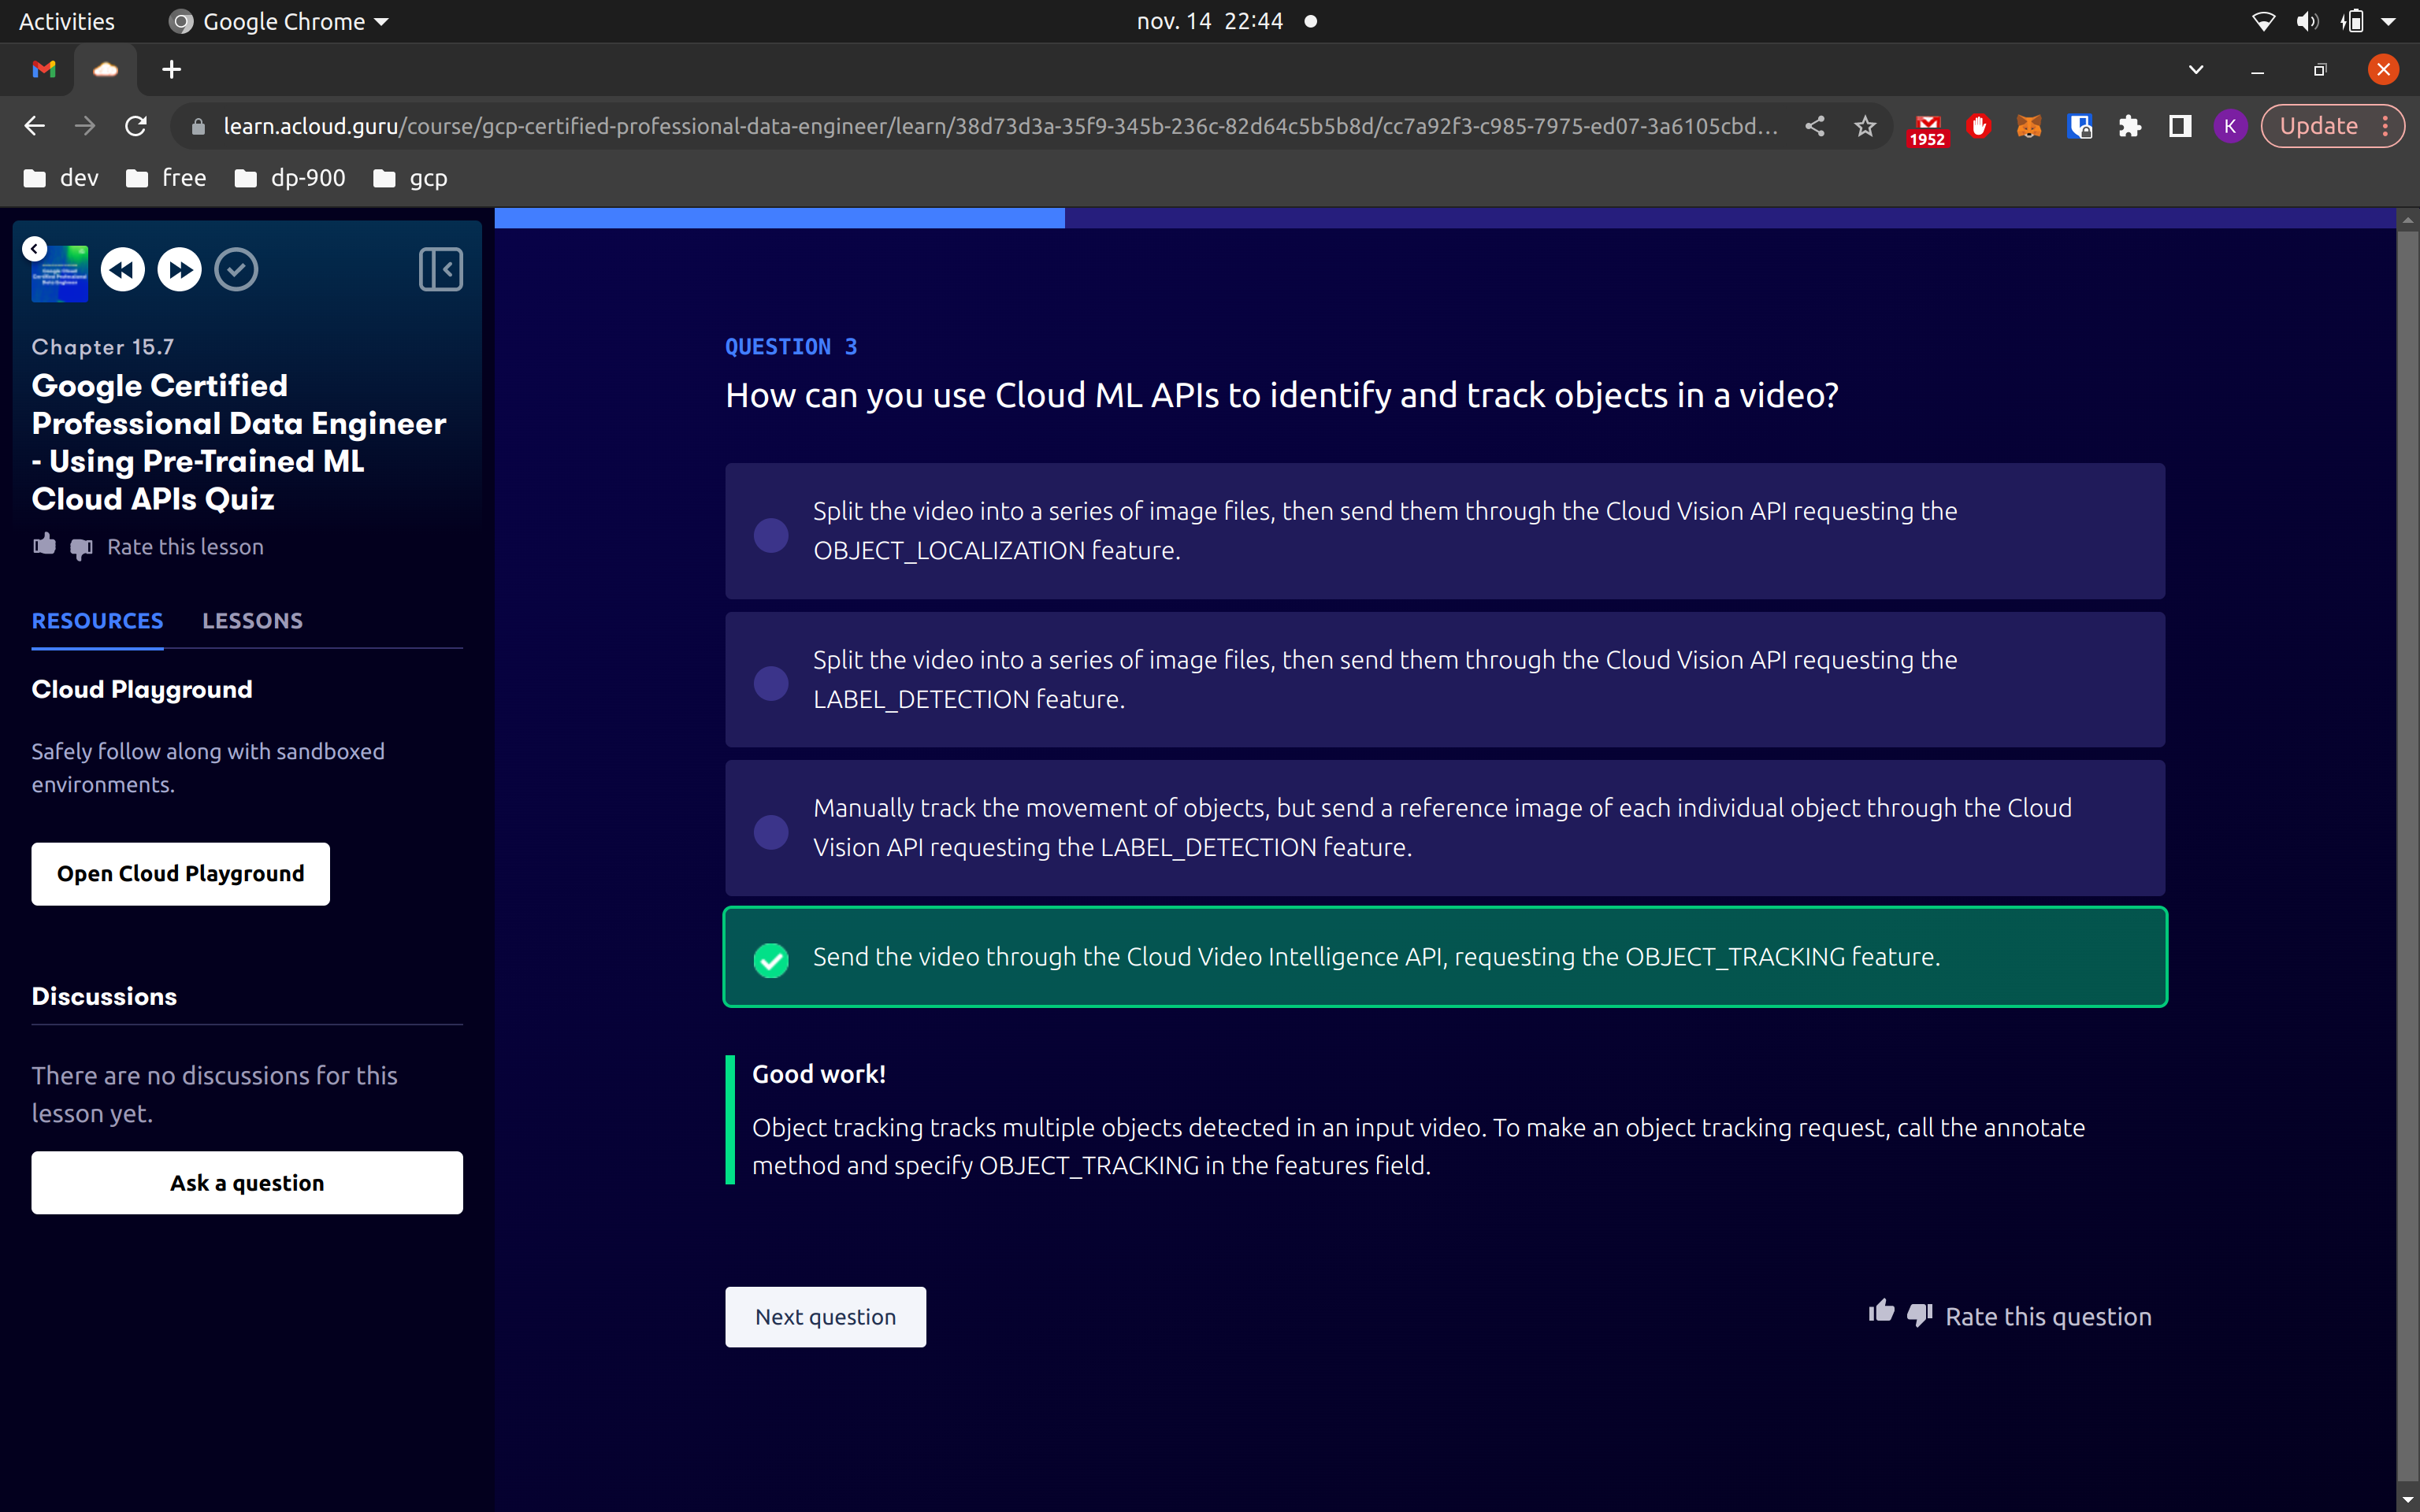 Activities
Google Chrome
nov. 14 22:44
learn.acloud.guru/course/gcp-certified-professional-data-engineer/learn/38d73d3a-35f9-345b-236c-82d64c5b5b8d/cc7a92f3-c985-7975-ed07-3a6105cbd...
1952
K
Update
dev
free
dp-900
gcp
Chapter 15.7
Google Certified
Professional Data Engineer
- Using Pre-Trained ML
Cloud APIs Quiz
Rate this lesson
RESOURCES
LESSONS
Cloud Playground
Safely follow along with sandboxed
environments.
Open Cloud Playground
Discussions
There are no discussions for this
lesson yet.
Ask a question
QUESTION 3
How can you use Cloud ML APIs to identify and track objects in a video?
Split the video into a series of image files, then send them through the Cloud Vision API requesting the
OBJECT_LOCALIZATION feature.
Split the video into a series of image files, then send them through the Cloud Vision API requesting the
LABEL_DETECTION feature.
Manually track the movement of objects, but send a reference image of each individual object through the Cloud
Vision API requesting the LABEL_DETECTION feature.
Send the video through the Cloud Video Intelligence API, requesting the OBJECT_TRACKING feature.
Good work!
Object tracking tracks multiple objects detected in an input video. To make an object tracking request, call the annotate
method and specify OBJECT_TRACKING in the features field.
Next question
Rate this question